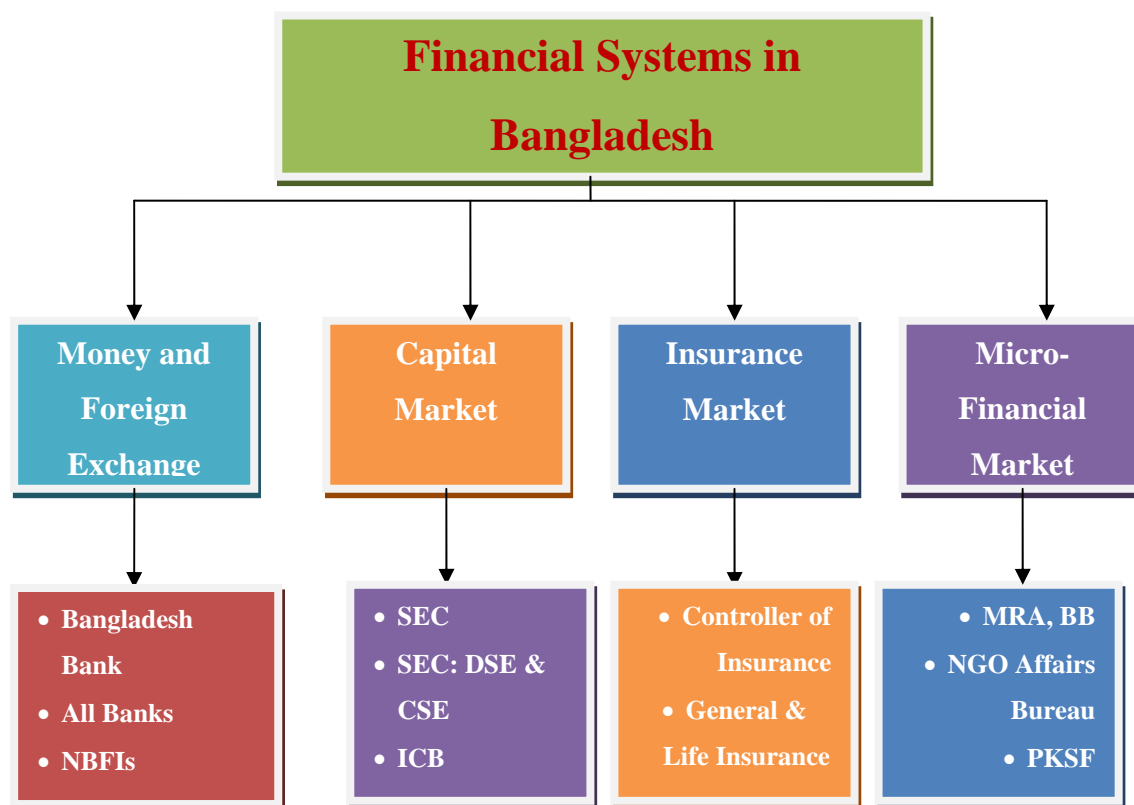 Financial Systems in
Bangladesh
Money and
Foreign
Exchange
Capital
Market
Insurance
Market
Micro-
Financial
Market
• Bangladesh
Bank
• All Banks
• NBFIs
• SEC
• SEC: DSE &
CSE
• ICB
• Controller of
Insurance
• General &
Life Insurance
• MRA, BB
• NGO Affairs
Bureau
• PKSF